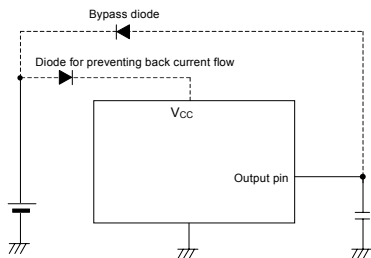 Bypass diode
Diode for preventing back current flow
VCC
Output pin